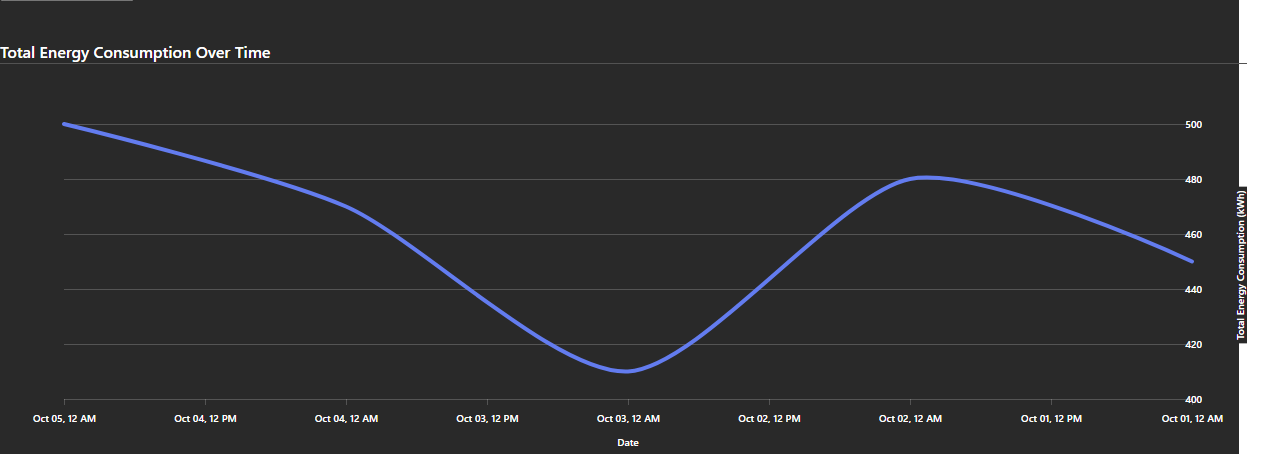 Total Energy Consumption Over Time
500
480
460
440
420
400
Total Energy Consumption (kWh)
Oct 05, 12 AM
Oct 04, 12 PM
Oct 04, 12 AM
Oct 03, 12 PM
Oct 03, 12 AM
Oct 02, 12 PM
Oct 02, 12 AM
Oct 01, 12 PM
Oct 01, 12 AM
Date